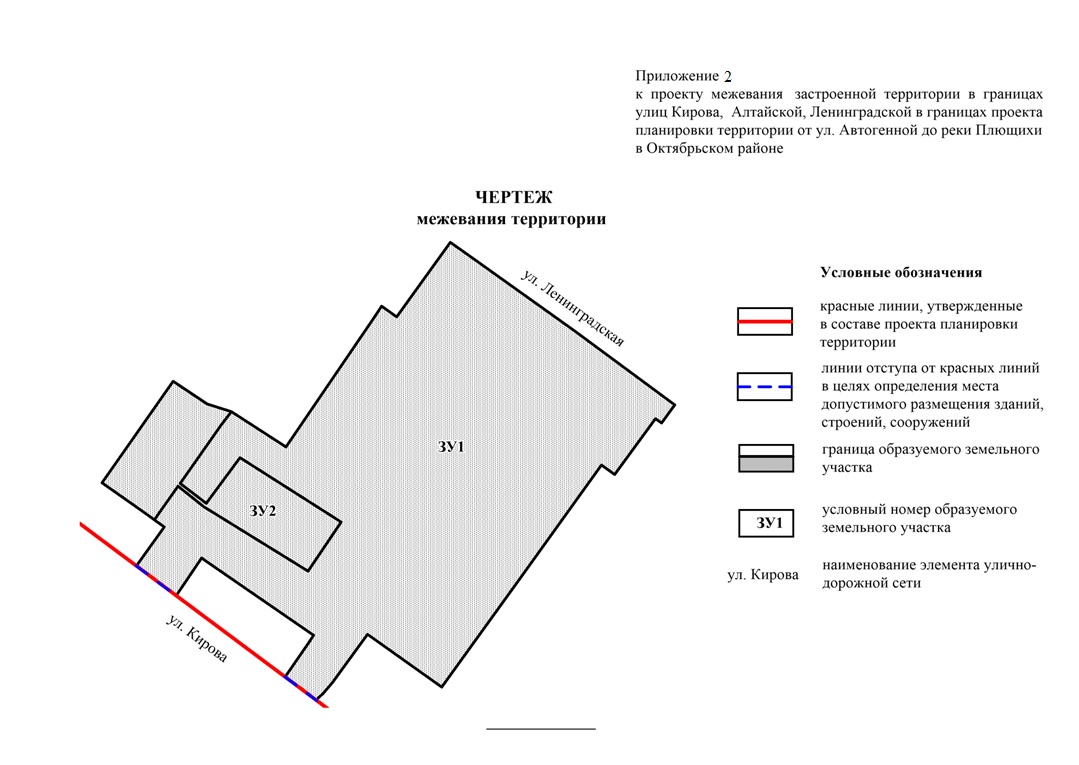 Приложение 2
к проекту межевания застроенной территории в границах
улиц Кирова, Алтайской, Ленинградской в границах проекта
планировки территории от ул. Автогенной до реки Плющихи
в Октябрьском районе
ЧЕРТЕЖ
межевания территории
ул. Ленинградская
ЗУ1
ЗУ2
ул. Кирова
Условные обозначения
красные линии, утвержденные
в составе проекта планировки
территории
линии отступа от красных линий
в целях определения места
допустимого размещения зданий,
строений, сооружений
граница образуемого земельного
участка
ЗУ1
условный номер образуемого
земельного участка
ул. Кирова
наименование элемента улично-
дорожной сети